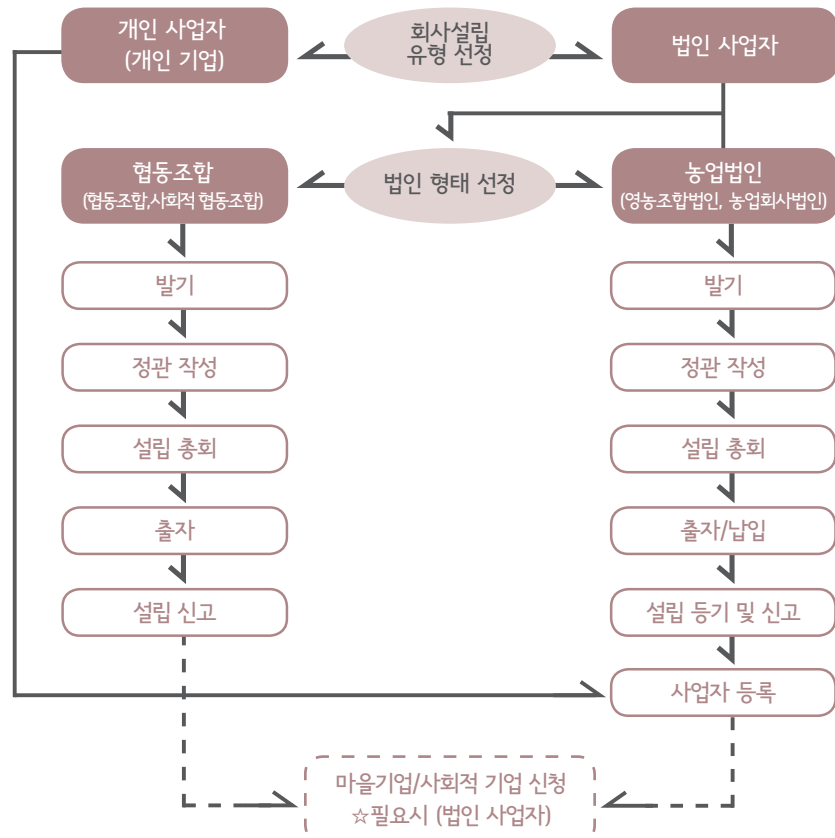 개인 사업자
(개인 기업)
회사설립
유형 선정
법인 사업자
협동조합
(협동조합,사회적 협동조합)
법인 형태 선정
농업법인
(영농조합법인, 농업회사법인)
발기
발기
정관 작성
정관 작성
설립 총회
설립 총회
출자
출자/납입
설립 신고
설립 등기 및 신고
사업자 등록
마을기업/사회적 기업 신청
☆필요시 (법인 사업자)